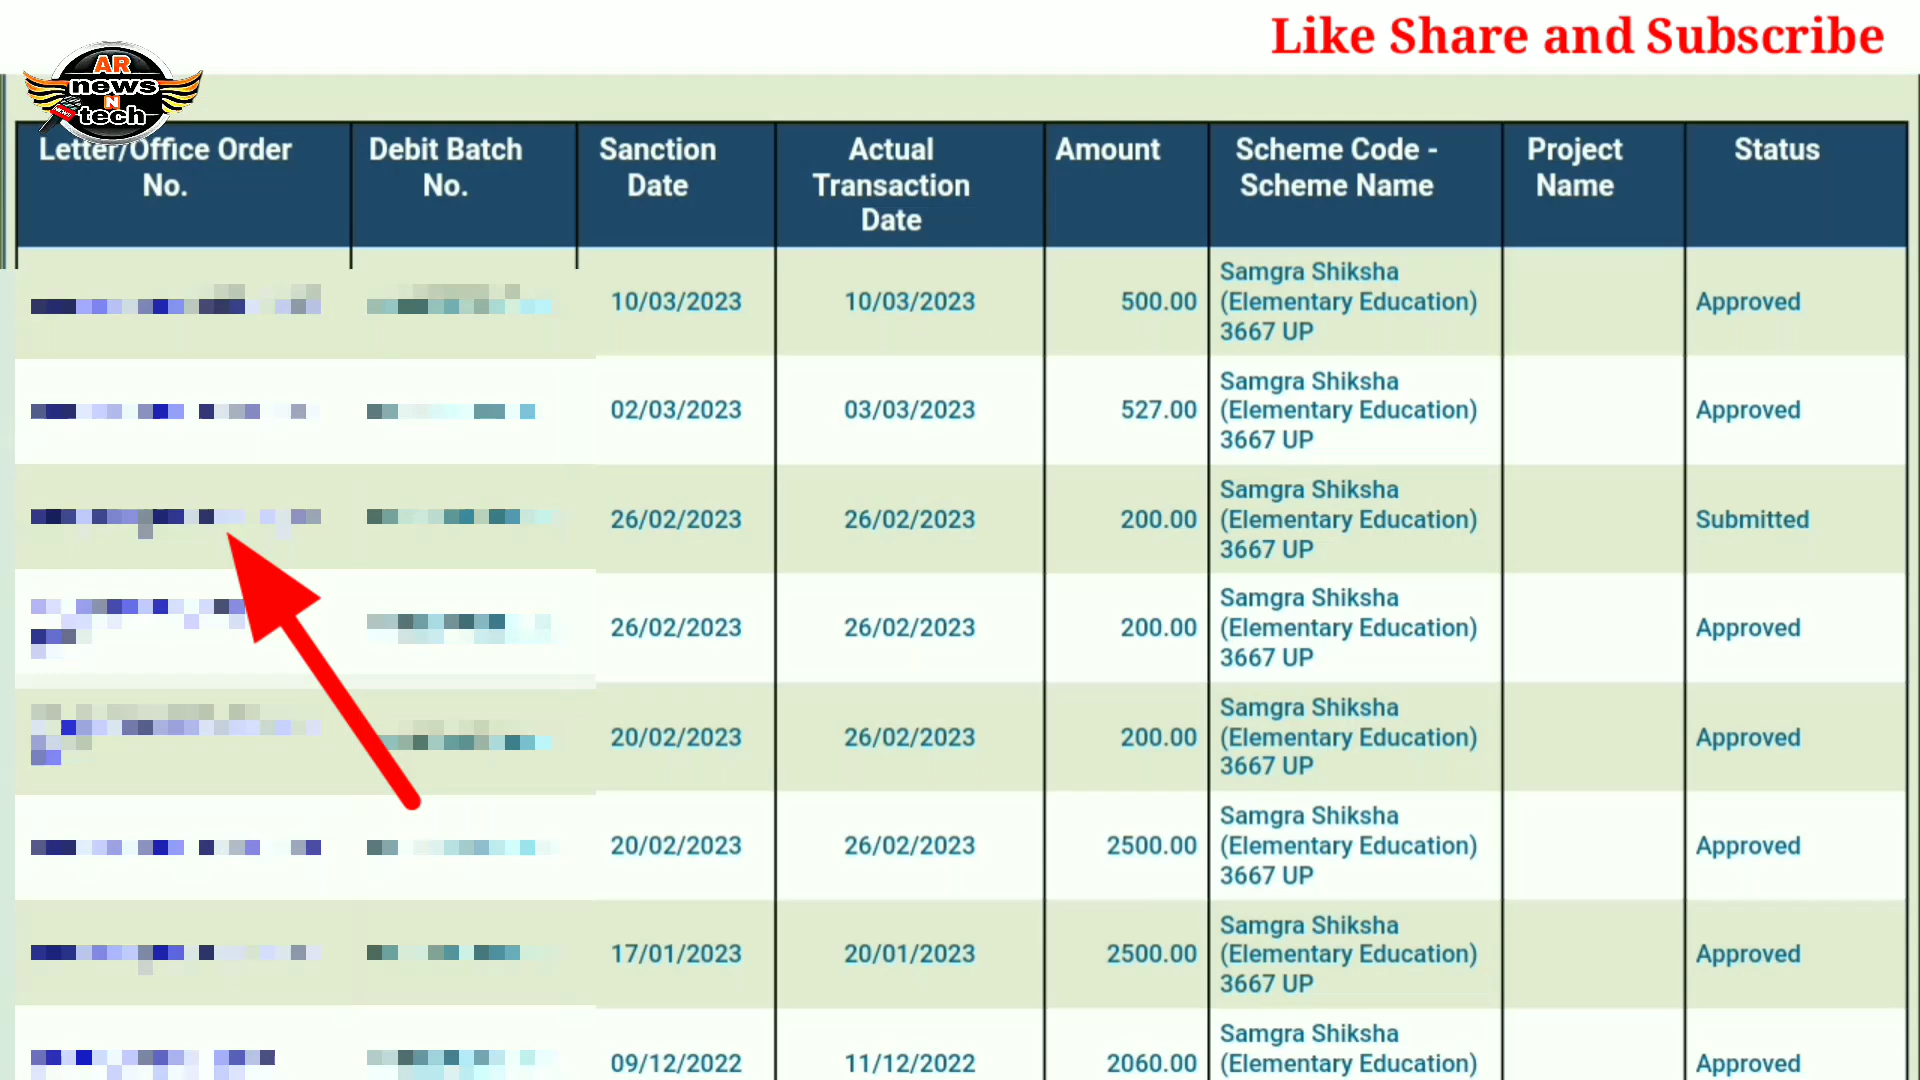 Like Share and Subscribe
AR
news
N
tech
NEWS
Letter/Office Order
No.
Debit Batch
No.
Sanction
Date
Actual
Transaction
Date
Amount
Scheme Code -
Scheme Name
Project
Name
Status
10/03/2023 10/03/2023 500.00 Samgra Shiksha
(Elementary Education)
3667 UP
Approved
02/03/2023 03/03/2023 527.00 Samgra Shiksha
(Elementary Education)
3667 UP
Approved
26/02/2023 26/02/2023 200.00 Samgra Shiksha
(Elementary Education)
3667 UP
Submitted
26/02/2023 26/02/2023 200.00 Samgra Shiksha
(Elementary Education)
3667 UP
Approved
20/02/2023 26/02/2023 200.00 Samgra Shiksha
(Elementary Education)
3667 UP
Approved
20/02/2023 26/02/2023 2500.00 Samgra Shiksha
(Elementary Education)
3667 UP
Approved
17/01/2023 20/01/2023 2500.00 Samgra Shiksha
(Elementary Education)
3667 UP
Approved
09/12/2022 11/12/2022 2060.00 Samgra Shiksha
(Elementary Education)
Approved